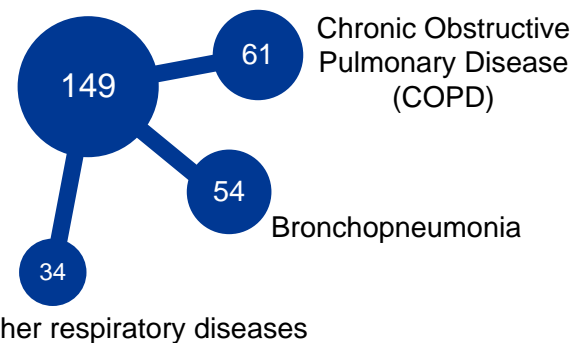 149
61
Chronic Obstructive
Pulmonary Disease
(COPD)
54
Bronchopneumonia
34
her respiratory diseases